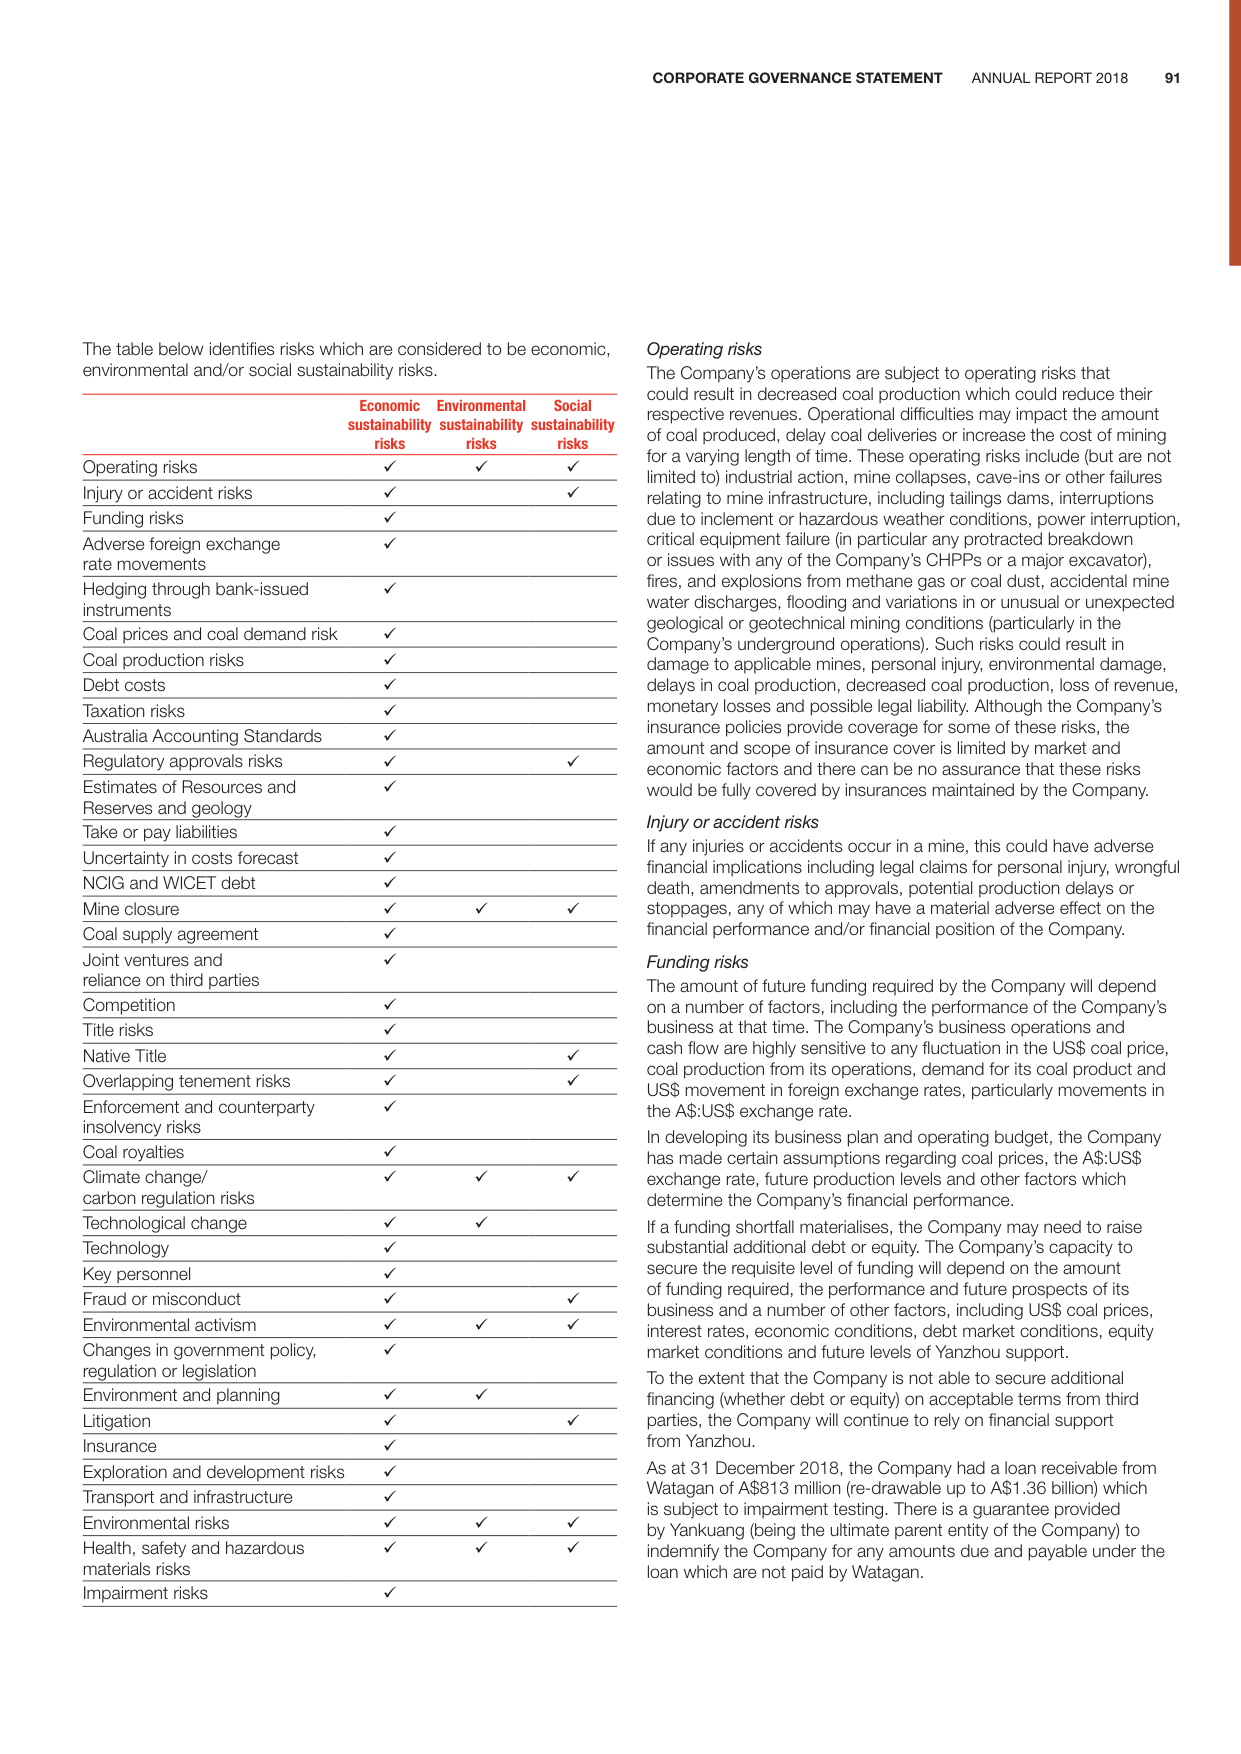 CORPORATE GOVERNANCE STATEMENT ANNUAL REPORT 2018 91
The table below identifies risks which are considered to be economic,
environmental and/or social sustainability risks.
Economic Environmental Social
sustainability sustainability sustainability
risks risks risks
Operating risks ✓ ✓ ✓
Injury or accident risks ✓ ✓
Funding risks ✓
Adverse foreign exchange ✓
rate movements
Hedging through bank-issued ✓
instruments
Coal prices and coal demand risk ✓
Coal production risks ✓
Debt costs ✓
Taxation risks ✓
Australia Accounting Standards ✓
Regulatory approvals risks ✓ ✓
Estimates of Resources and ✓
Reserves and geology
Take or pay liabilities ✓
Uncertainty in costs forecast ✓
NCIG and WICET debt ✓
Mine closure ✓ ✓ ✓
Coal supply agreement ✓
Joint ventures and ✓
reliance on third parties
Competition ✓
Title risks ✓
Native Title ✓ ✓
Overlapping tenement risks ✓ ✓
Enforcement and counterparty ✓
insolvency risks
Coal royalties ✓
Climate change/ ✓ ✓ ✓
carbon regulation risks
Technological change ✓ ✓
Technology ✓
Key personnel ✓
Fraud or misconduct ✓ ✓
Environmental activism ✓ ✓ ✓
Changes in government policy, ✓
regulation or legislation
Environment and planning ✓ ✓
Litigation ✓ ✓
Insurance ✓
Exploration and development risks ✓
Transport and infrastructure ✓
Environmental risks ✓ ✓ ✓
Health, safety and hazardous ✓ ✓ ✓
materials risks
Impairment risks ✓
Operating risks
The Company's operations are subject to operating risks that
could result in decreased coal production which could reduce their
respective revenues. Operational difficulties may impact the amount
of coal produced, delay coal deliveries or increase the cost of mining
for a varying length of time. These operating risks include (but are not
limited to) industrial action, mine collapses, cave-ins or other failures
relating to mine infrastructure, including tailings dams, interruptions
due to inclement or hazardous weather conditions, power interruption,
critical equipment failure (in particular any protracted breakdown
or issues with any of the Company's CHPPs or a major excavator),
fires, and explosions from methane gas or coal dust, accidental mine
water discharges, flooding and variations in or unusual or unexpected
geological or geotechnical mining conditions (particularly in the
Company's underground operations). Such risks could result in
damage to applicable mines, personal injury, environmental damage,
delays in coal production, decreased coal production, loss of revenue,
monetary losses and possible legal liability. Although the Company's
insurance policies provide coverage for some of these risks, the
amount and scope of insurance cover is limited by market and
economic factors and there can be no assurance that these risks
would be fully covered by insurances maintained by the Company.
Injury or accident risks
If any injuries or accidents occur in a mine, this could have adverse
financial implications including legal claims for personal injury, wrongful
death, amendments to approvals, potential production delays or
stoppages, any of which may have a material adverse effect on the
financial performance and/or financial position of the Company.
Funding risks
The amount of future funding required by the Company will depend
on a number of factors, including the performance of the Company's
business at that time. The Company's business operations and
cash flow are highly sensitive to any fluctuation in the US$ coal price,
coal production from its operations, demand for its coal product and
US$ movement in foreign exchange rates, particularly movements in
the A$:US$ exchange rate.
In developing its business plan and operating budget, the Company
has made certain assumptions regarding coal prices, the A$:US$
exchange rate, future production levels and other factors which
determine the Company's financial performance.
If a funding shortfall materialises, the Company may need to raise
substantial additional debt or equity. The Company's capacity to
secure the requisite level of funding will depend on the amount
of funding required, the performance and future prospects of its
business and a number of other factors, including US$ coal prices,
interest rates, economic conditions, debt market conditions, equity
market conditions and future levels of Yanzhou support.
To the extent that the Company is not able to secure additional
financing (whether debt or equity) on acceptable terms from third
parties, the Company will continue to rely on financial support
from Yanzhou.
As at 31 December 2018, the Company had a loan receivable from
Watagan of A$813 million (re-drawable up to A$1.36 billion) which
is subject to impairment testing. There is a guarantee provided
by Yankuang (being the ultimate parent entity of the Company) to
indemnify the Company for any amounts due and payable under the
loan which are not paid by Watagan.